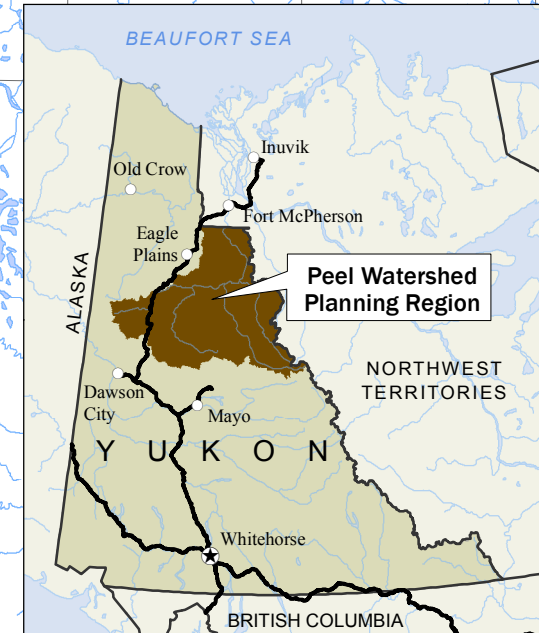 BEAUFORT SEA
Inuvik
Old Crow
Fort McPherson
Eagle
Plains
ALASKA
Peel Watershed
Planning Region
NORTHWEST
TERRITORIES
Dawson
City
Mayo
YUKON
Whitehorse
BRITISH COLUMBIA